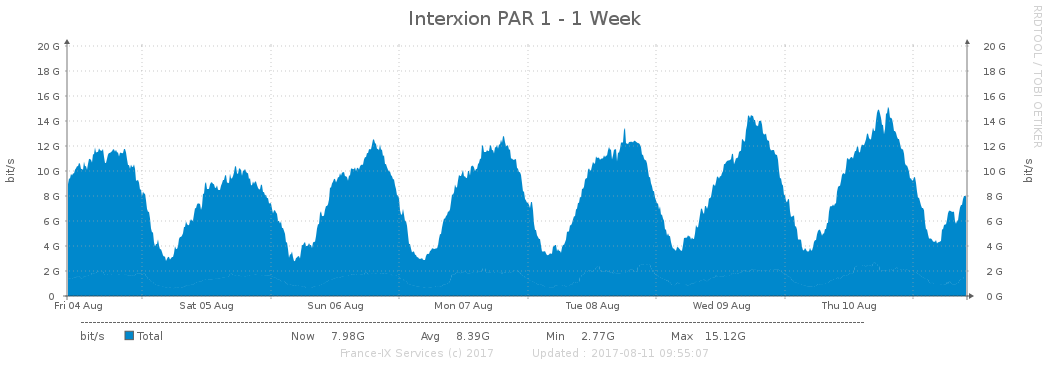 Interxion PAR 1 - 1 Week
RRDTOOL / TOBI OETIKER
bit/s
20 G 20 G
18 G 18 G
16 G 16 G
14 G 14 G
12 G 12 G
10 G 10 G
8 G 8 G
6 G 6 G
4 G 4 G
2 G 2 G
0 0 G
bit/s
Fri 04 Aug Sat 05 Aug Sun 06 Aug Mon 07 Aug Tue 08 Aug Wed 09 Aug Thu 10 Aug
bit/s Total Now 7.98G Avg 8.39G Min 2.77G Max 15.12G
France-IX Services (c) 2017 Updated : 2017-08-11 09:55:07